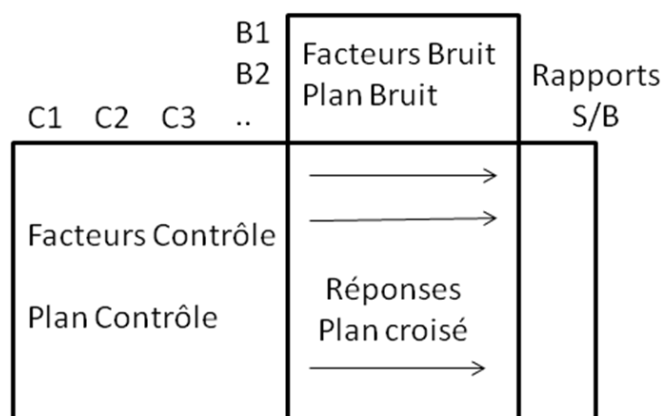 B1
B2
Facteurs Bruit
Plan Bruit
Rapports
S/B
C1 C2 C3 ..
Facteurs Contrôle
Plan Contrôle
Réponses
Plan croisé